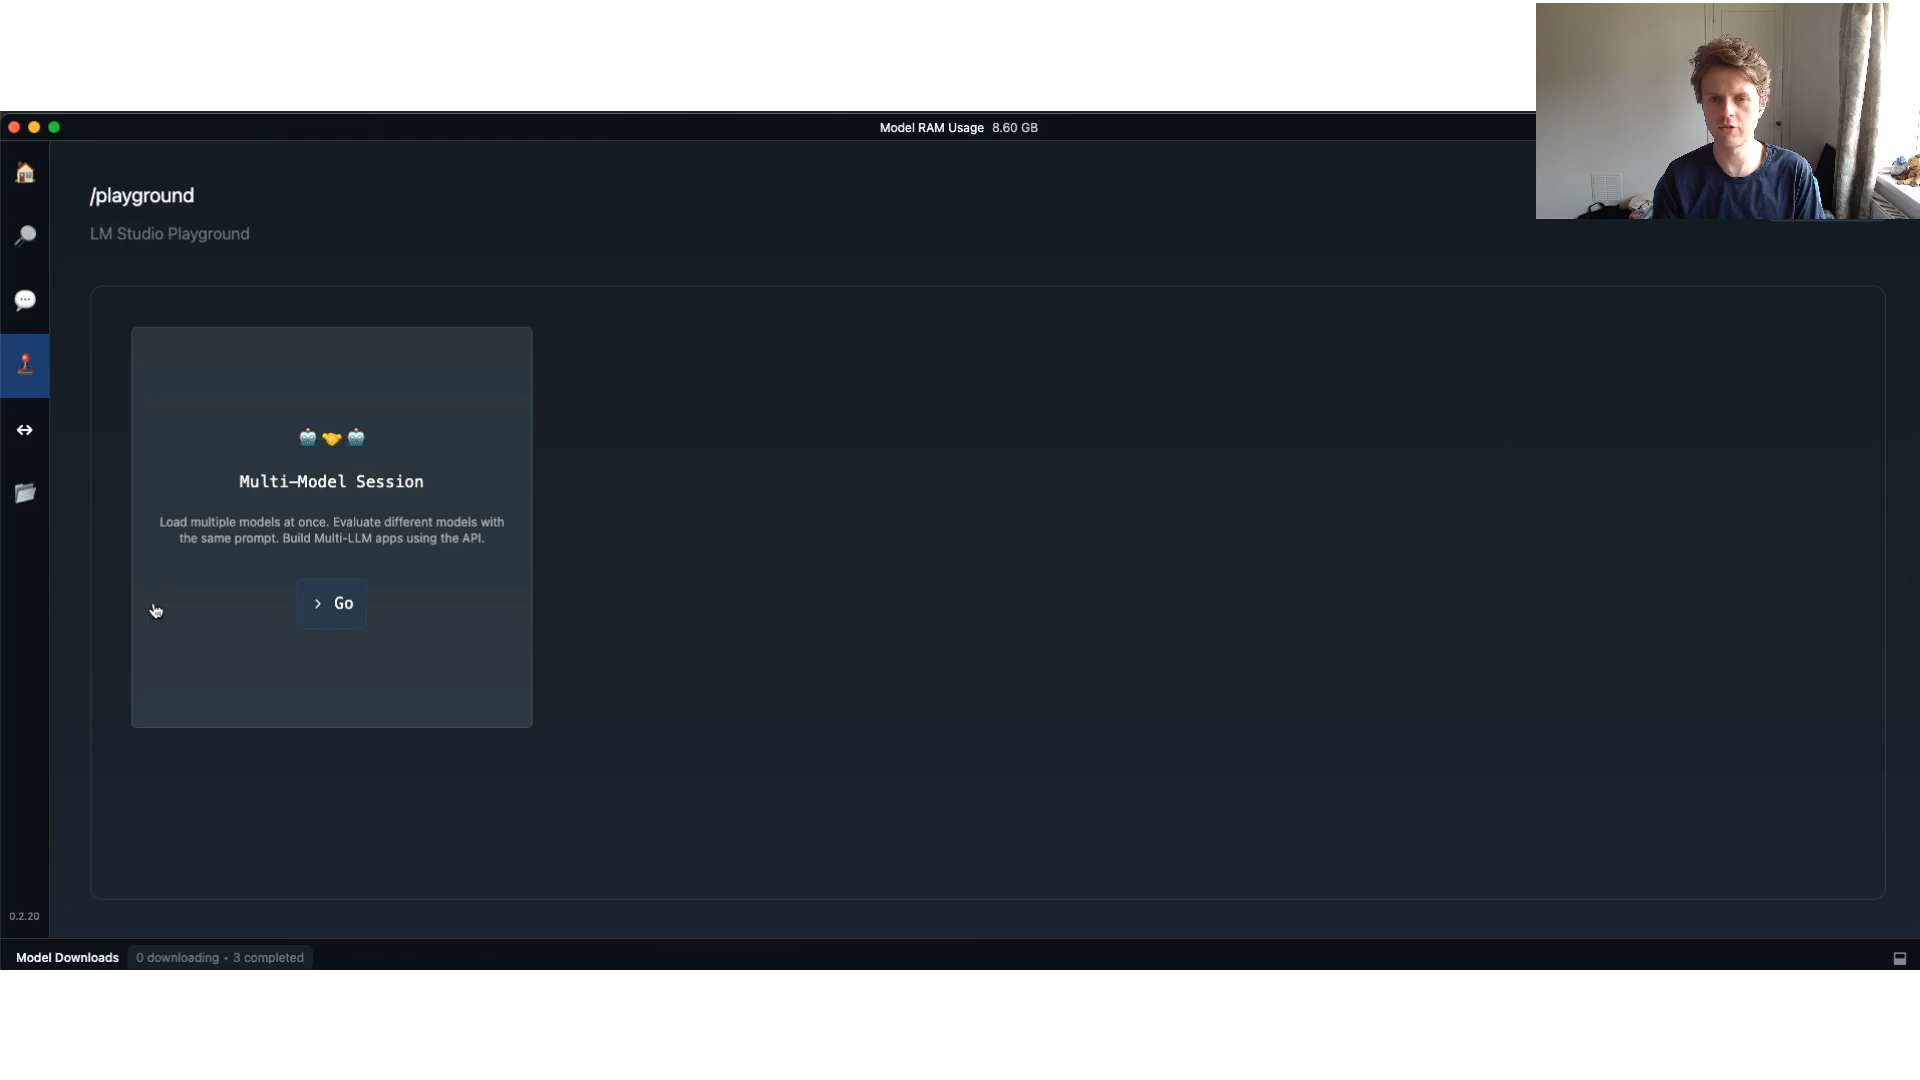 Model RAM Usage 8.60 GB
/playground
LM Studio Playground
Multi-Model Session
Load multiple models at once. Evaluate different models with
the same prompt. Build Multi-LLM apps using the API.
> Go
0.2.20
Model Downloads 0 downloading • 3 completed